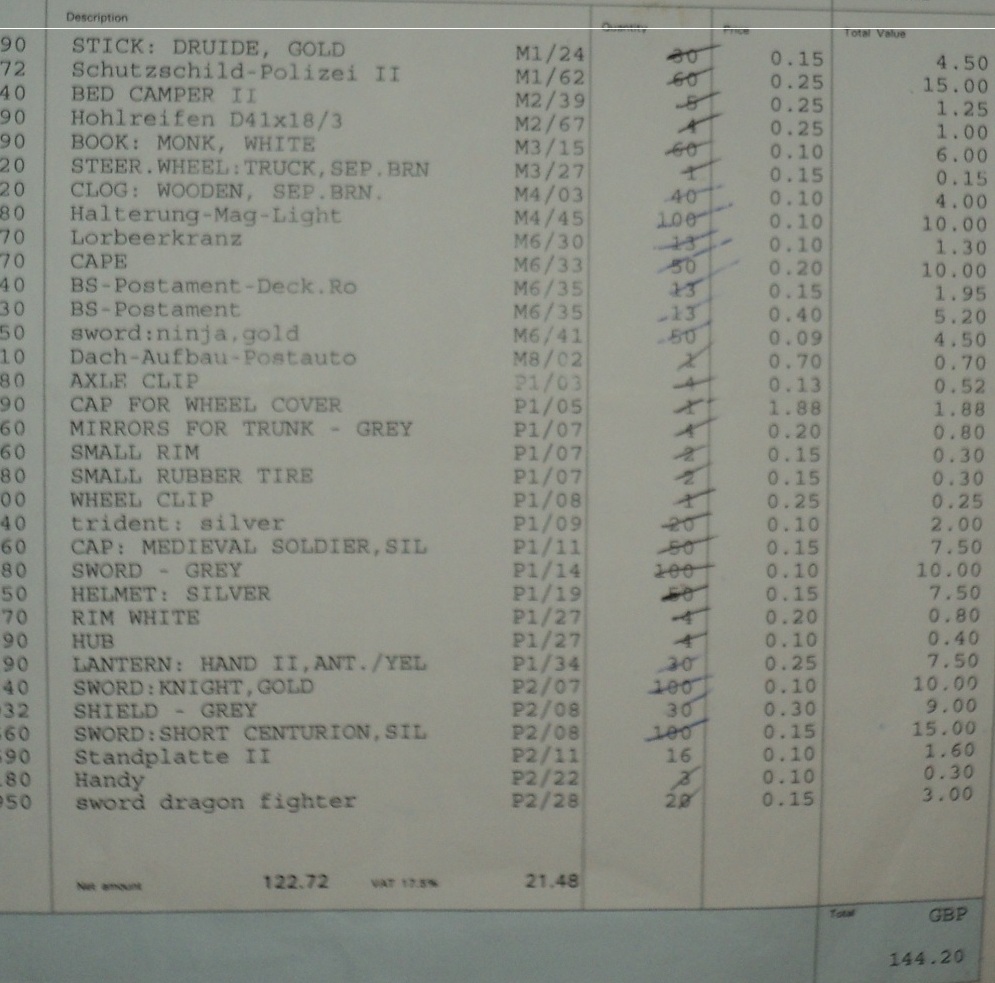 Description Quantity Price Total Value
90 STICK: DRUIDE, GOLD M1/24 30 0.15 4.50
72 Schutzschild-Polizei II M1/62 60 0.25 15.00
40 BED CAMPER II M2/39 5 0.25 1.25
90 Hohlreifen D41x18/3 M2/67 4 0.25 1.00
90 BOOK: MONK, WHITE M3/15 60 0.10 6.00
20 STEER.WHEEL:TRUCK,SEP.BRN M3/27 1 0.15 0.15
20 CLOG: WOODEN, SEP.BRN. M4/03 40 0.10 4.00
80 Halterung-Mag-Light M4/45 100 0.10 10.00
70 Lorbeerkranz M6/30 13 0.10 1.30
70 CAPE M6/33 50 0.20 10.00
40 BS-Postament-Deck.Ro M6/35 13 0.15 1.95
30 BS-Postament M6/35 13 0.40 5.20
50 sword:ninja,gold M6/41 50 0.09 4.50
10 Dach-Aufbau-Postauto M8/02 1 0.70 0.70
80 AXLE CLIP P1/03 4 0.13 0.52
90 CAP FOR WHEEL COVER P1/05 1 1.88 1.88
60 MIRRORS FOR TRUNK - GREY P1/07 4 0.20 0.80
60 SMALL RIM P1/07 2 0.15 0.30
80 SMALL RUBBER TIRE P1/07 2 0.15 0.30
00 WHEEL CLIP P1/08 1 0.25 0.25
40 trident: silver P1/09 20 0.10 2.00
60 CAP: MEDIEVAL SOLDIER,SIL P1/11 50 0.15 7.50
80 SWORD - GREY P1/14 100 0.10 10.00
50 HELMET: SILVER P1/19 50 0.15 7.50
70 RIM WHITE P1/27 4 0.20 0.80
90 HUB P1/27 4 0.10 0.40
90 LANTERN: HAND II,ANT./YEL P1/34 30 0.25 7.50
40 SWORD:KNIGHT,GOLD P2/07 100 0.10 10.00
32 SHIELD - GREY P2/08 30 0.30 9.00
60 SWORD:SHORT CENTURION,SIL P2/08 100 0.15 15.00
90 Standplatte II P2/11 16 0.10 1.60
80 Handy P2/22 3 0.10 0.30
950 sword dragon fighter P2/28 20 0.15 3.00
Net amount 122.72 VAT 17.5% 21.48
Total GBP
144.20